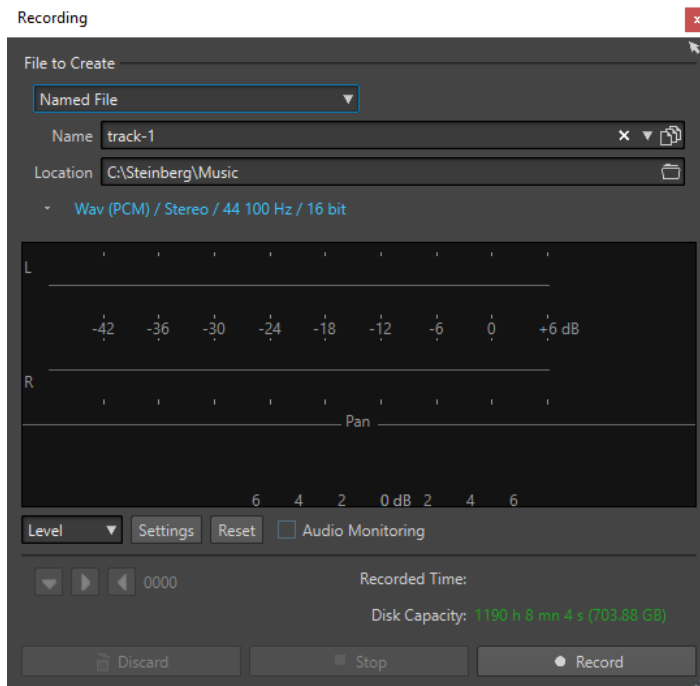 Recording
File to Create
Named File
Name track-1
Location C:\Steinberg\Music
Wav (PCM) / Stereo / 44 100 Hz / 16 bit
L
-42 -36 -30 -24 -18 -12 -6 0 +6 dB
R
Pan
6 4 2 0 dB 2 4 6
Level Settings Reset Audio Monitoring
0000 Recorded Time:
Disk Capacity: 1190 h 8 mn 4 s (703.88 GB)
Discard Stop Record